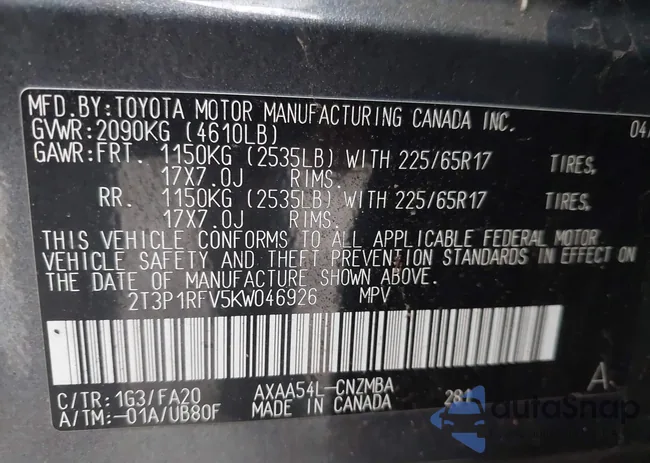 MFD.BY:TOYOTA MOTOR MANUFACTURING CANADA INC. 04/
GVWR:2090KG (4610LB)
GAWR:FRT. 1150KG (2535LB) WITH 225/65R17 TIRES,
17X7.0J RIMS.
RR. 1150KG (2535LB) WITH 225/65R17 TIRES,
17X7.0J RIMS.
THIS VEHICLE CONFORMS TO ALL APPLICABLE FEDERAL MOTOR
VEHICLE SAFETY AND THEFT PREVENTION STANDARDS IN EFFECT ON
THE DATE OF MANUFACTURE SHOWN ABOVE.
2T3P1RFV5KW046926 MPV
C/TR:1G3/FA20 AXAA54L-CNZMBA 281 A.
A/TM:-01A/UB80F MADE IN CANADA
autoSnap